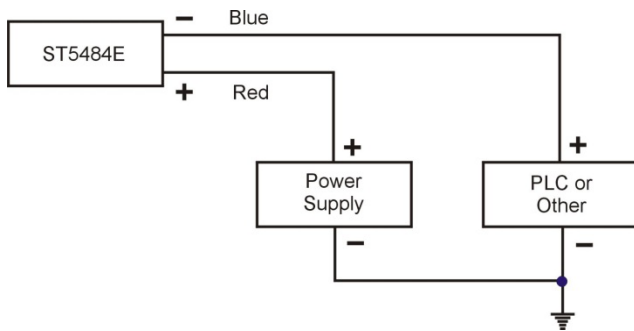 − Blue
ST5484E
+ Red
+ +
Power
Supply
PLC or
Other
− −